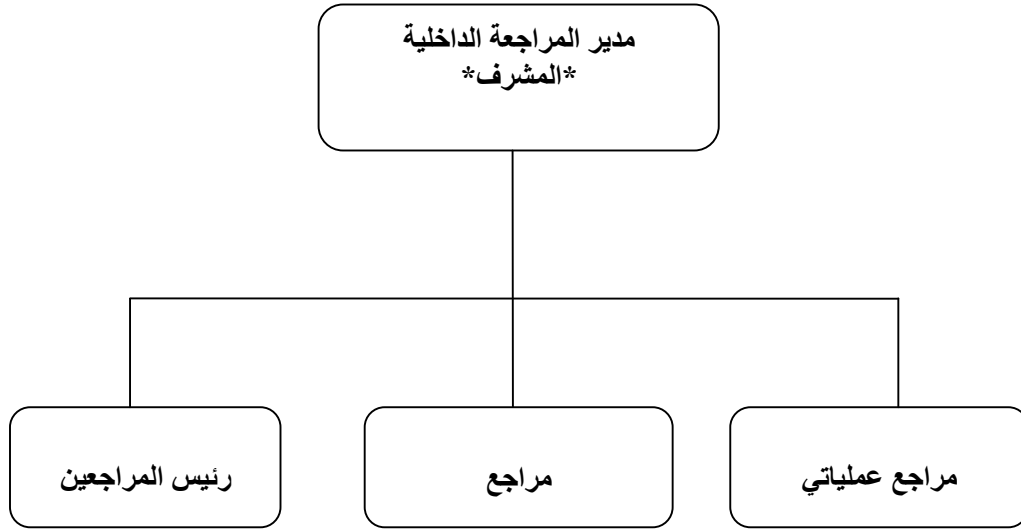 مدير المراجعة الداخلية
*المشرف*
مراجع عملياتي
مراجع
رئيس المراجعين